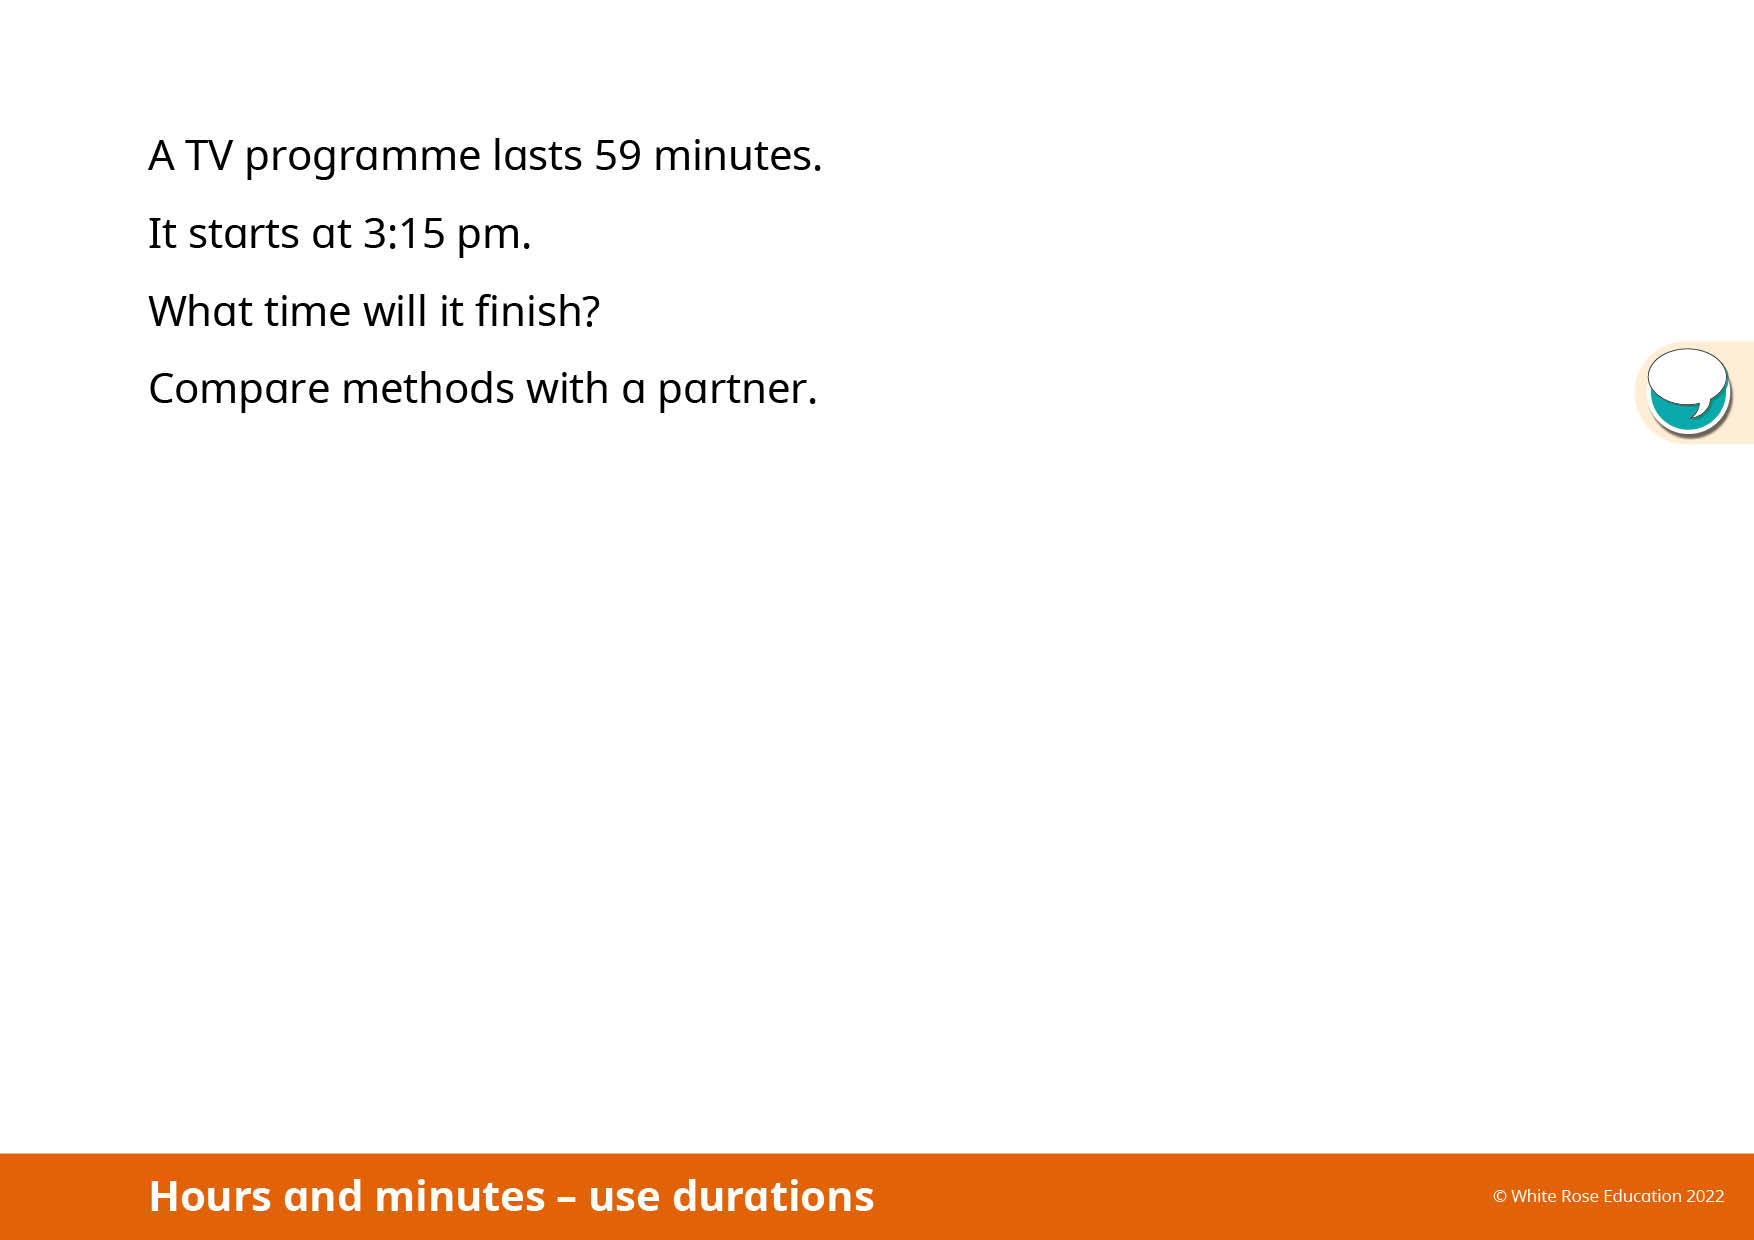 A TV programme lasts 59 minutes.
It starts at 3:15 pm.
What time will it finish?
Compare methods with a partner.
Hours and minutes – use durations
© White Rose Education 2022